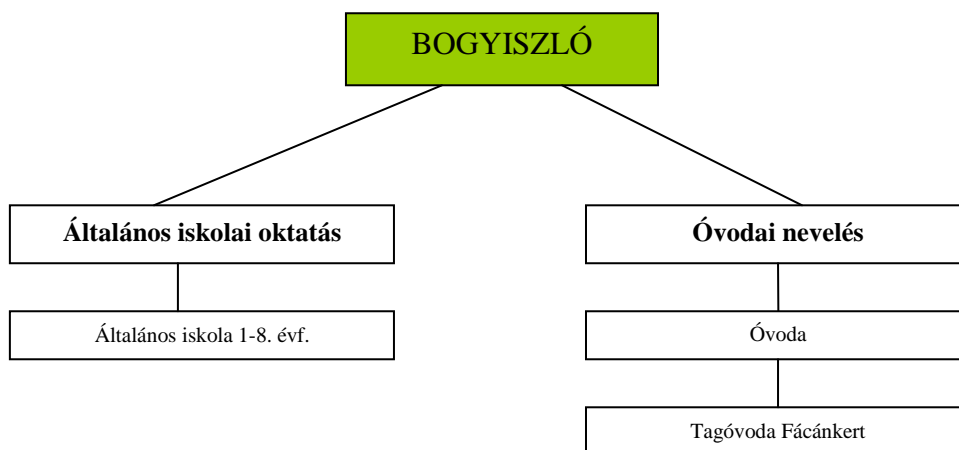 BOGYISZLÓ
Általános iskolai oktatás
Óvodai nevelés
Általános iskola 1-8. évf.
Óvoda
Tagóvoda Fácánkert